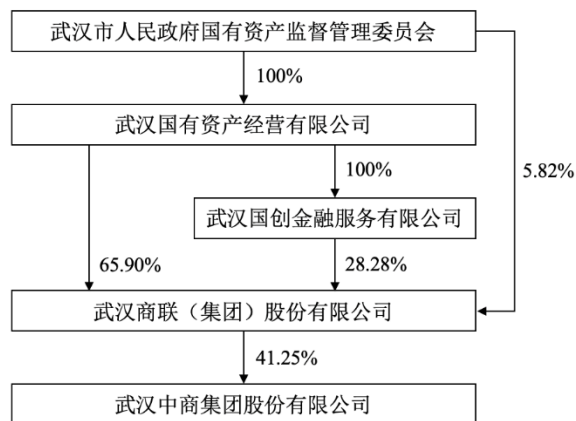 武汉市人民政府国有资产监督管理委员会
100%
武汉国有资产经营有限公司
100%
5.82%
武汉国创金融服务有限公司
65.90%
28.28%
武汉商联（集团）股份有限公司
41.25%
武汉中商集团股份有限公司